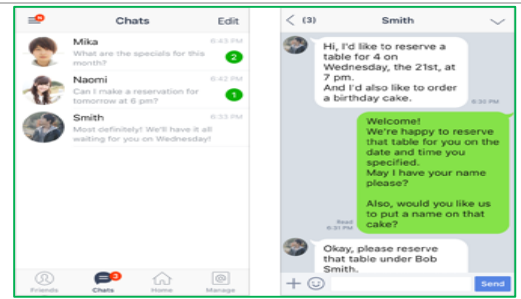 Chats Edit
Mika 6:43 PM
What are the specials for this
month?
2
Naomi 6:42 PM
Can I make a reservation for
tomorrow at 6 pm?
1
Smith 6:33 PM
Most definitely! We'll have it all
waiting for you on Wednesday!
Friends
3
Chats
Home
Manage
(3) Smith
Hi, I'd like to reserve a
table for 4 on
Wednesday, the 21st, at
7 pm.
And I'd also like to order
a birthday cake.
6:30 PM
Welcome!
We're happy to reserve
that table for you on the
date and time you
specified.
May I have your name
please?
Also, would you like us
to put a name on that
cake?
Read
6:31 PM
Okay, please reserve
that table under Bob
Smith.
Send